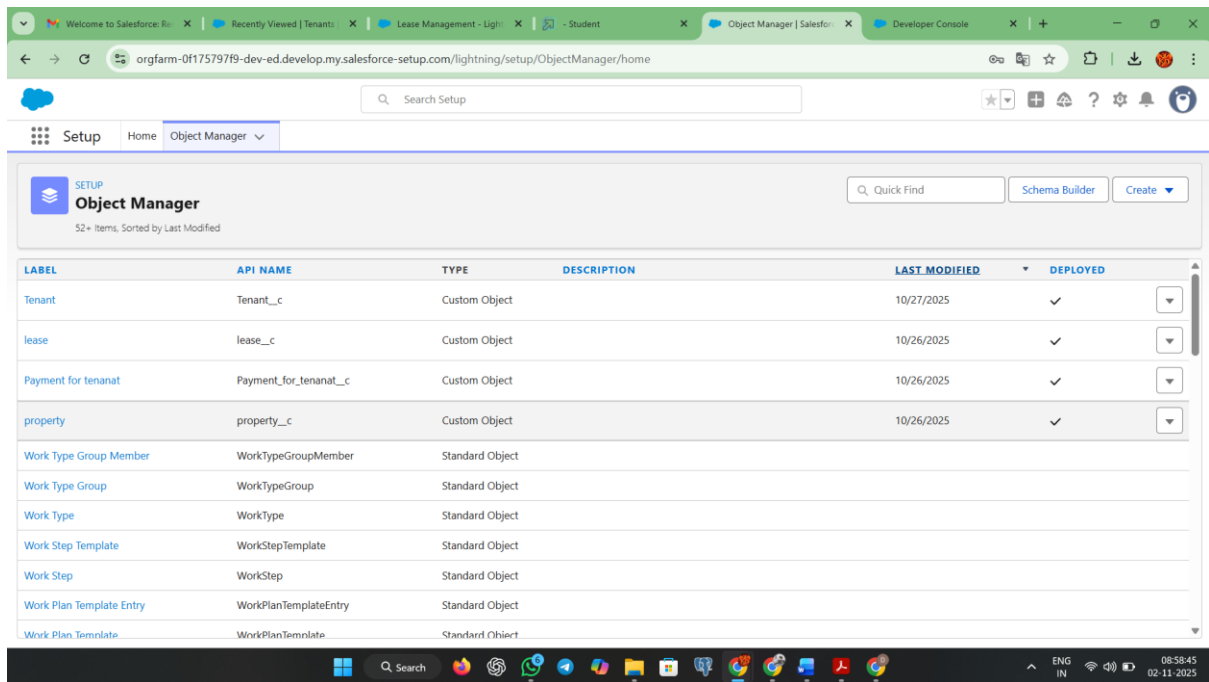 Welcome to Salesforce: Re
Recently Viewed | Tenants |
Lease Management - Light
- Student
Object Manager | Salesfor
Developer Console
orgfarm-0f175797f9-dev-ed.develop.my.salesforce-setup.com/lightning/setup/ObjectManager/home
Search Setup
Setup Home Object Manager
SETUP
Object Manager
52+ Items, Sorted by Last Modified
Quick Find
Schema Builder
Create
LABEL API NAME TYPE DESCRIPTION LAST MODIFIED DEPLOYED
Tenant Tenant__c Custom Object 10/27/2025
lease lease__c Custom Object 10/26/2025
Payment for tenanat Payment_for_tenanat__c Custom Object 10/26/2025
property property__c Custom Object 10/26/2025
Work Type Group Member WorkTypeGroupMember Standard Object
Work Type Group WorkTypeGroup Standard Object
Work Type WorkType Standard Object
Work Step Template WorkStepTemplate Standard Object
Work Step WorkStep Standard Object
Work Plan Template Entry WorkPlanTemplateEntry Standard Object
Work Plan Template WorkPlanTemplate Standard Object
Search
ENG
IN
08:58:45
02-11-2025